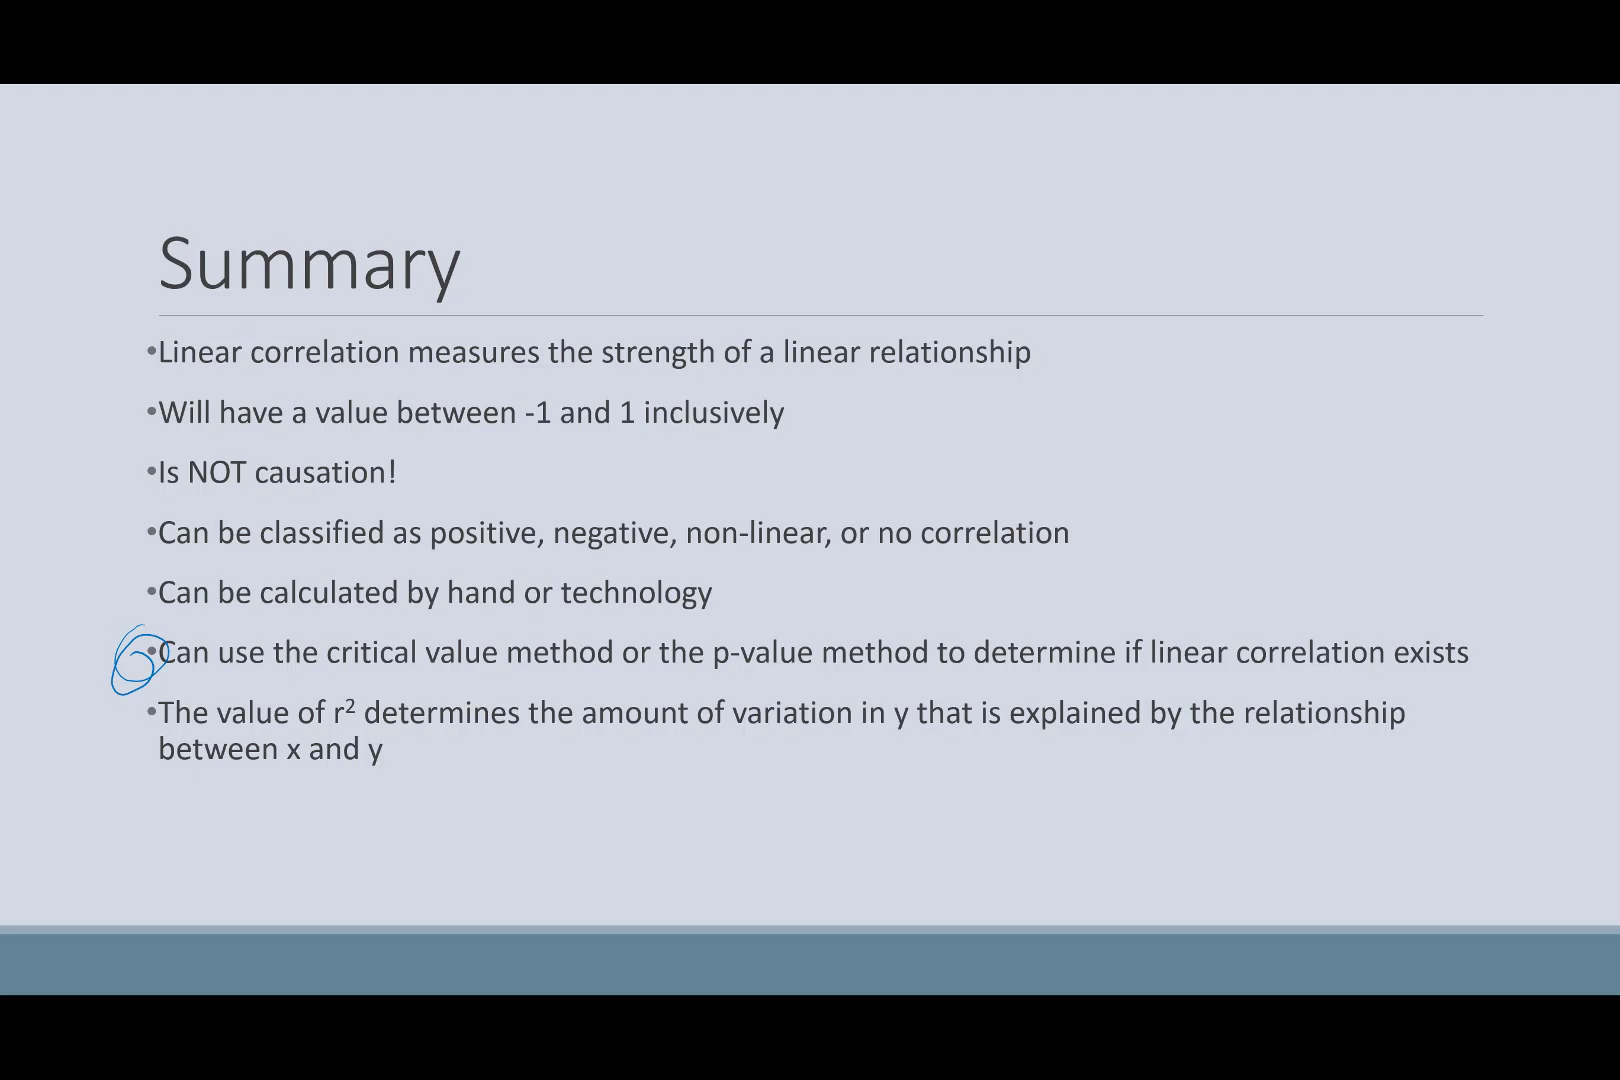 Summary
•Linear correlation measures the strength of a linear relationship
•Will have a value between -1 and 1 inclusively
•Is NOT causation!
•Can be classified as positive, negative, non-linear, or no correlation
•Can be calculated by hand or technology
•Can use the critical value method or the p-value method to determine if linear correlation exists
•The value of r² determines the amount of variation in y that is explained by the relationship
between x and y